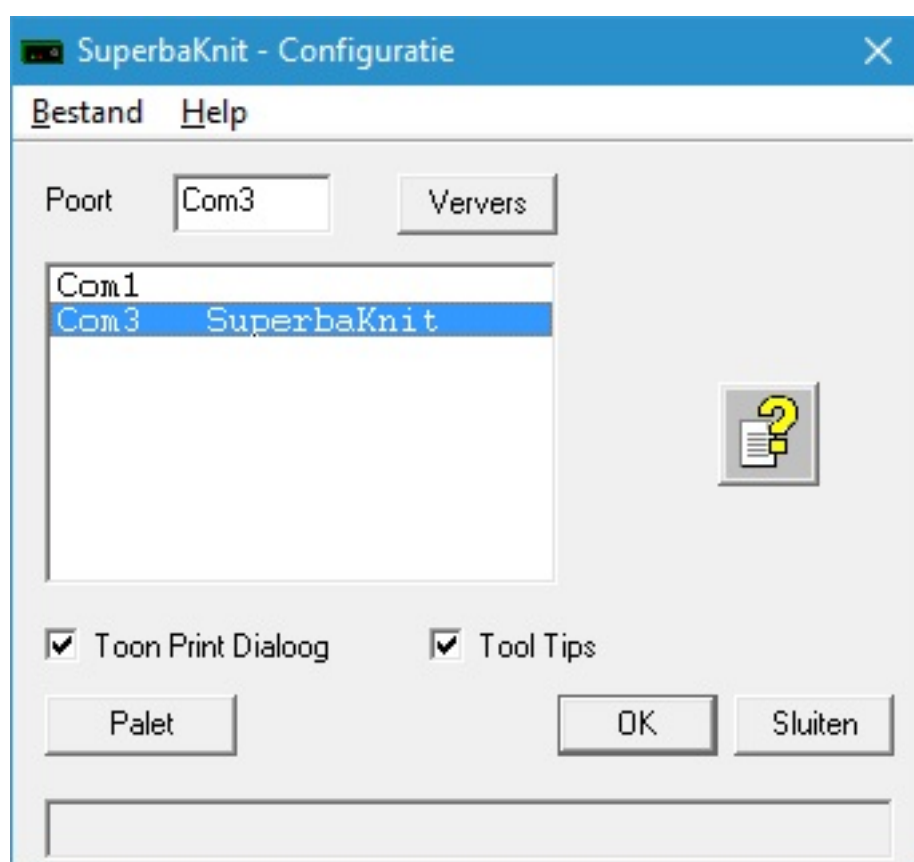 SuperbaKnit - Configuratie
Bestand Help
Poort Com3 Ververs
Com1
Com3 SuperbaKnit
Toon Print Dialoog Tool Tips
Palet OK Sluiten